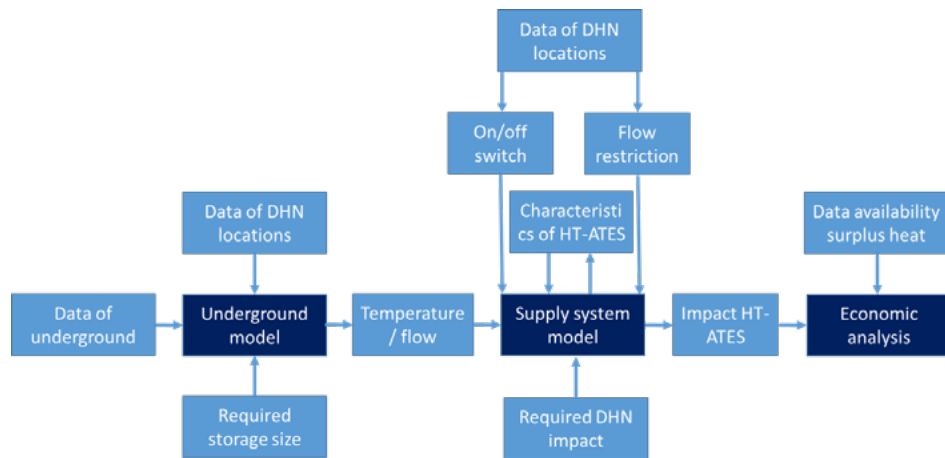 Data of DHN
locations
On/off
switch
Flow
restriction
Data of DHN
locations
Characteristi
cs of HT-ATES
Data availability
surplus heat
Data of
underground
Underground
model
Temperature
/ flow
Supply system
model
Impact HT-
ATES
Economic
analysis
Required
storage size
Required DHN
impact